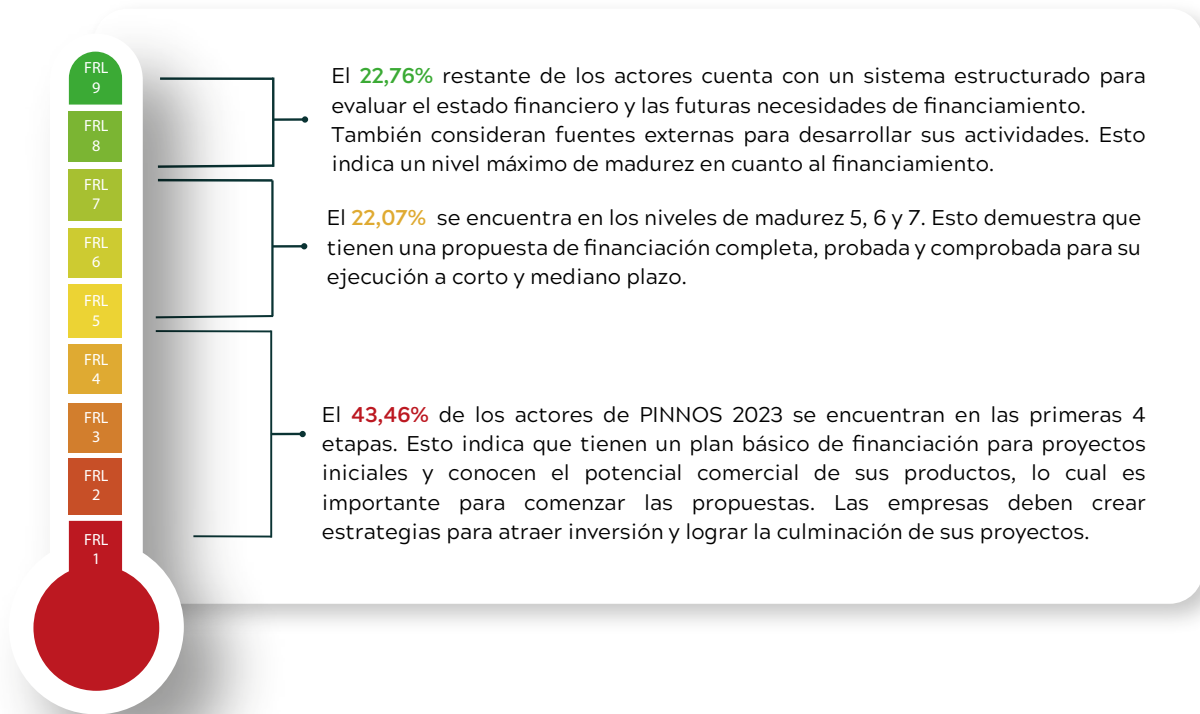 FRL
9
FRL
8
FRL
7
FRL
6
FRL
5
FRL
4
FRL
3
FRL
2
FRL
1
El 22,76% restante de los actores cuenta con un sistema estructurado para
evaluar el estado financiero y las futuras necesidades de financiamiento.
También consideran fuentes externas para desarrollar sus actividades. Esto
indica un nivel máximo de madurez en cuanto al financiamiento.
El 22,07% se encuentra en los niveles de madurez 5, 6 y 7. Esto demuestra que
tienen una propuesta de financiación completa, probada y comprobada para su
ejecución a corto y mediano plazo.
El 43,46% de los actores de PINNOS 2023 se encuentran en las primeras 4
etapas. Esto indica que tienen un plan básico de financiación para proyectos
iniciales y conocen el potencial comercial de sus productos, lo cual es
importante para comenzar las propuestas. Las empresas deben crear
estrategias para atraer inversión y lograr la culminación de sus proyectos.